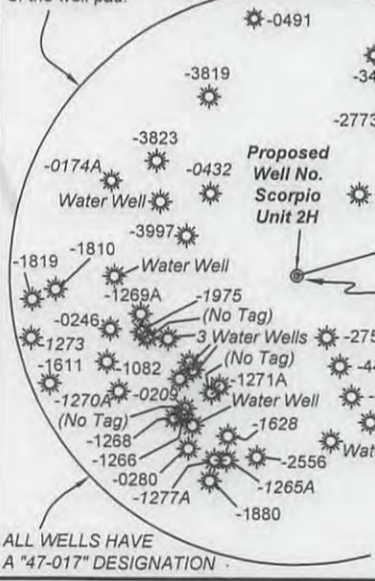 of the well pad.
-0491
-3819
-34
-2773
-3823
-0174A
-0432
Proposed
Well No.
Scorpio
Unit 2H
Water Well
-3997
-1819
-1810
Water Well
-1269A
-1975
(No Tag)
-0246
3 Water Wells
-275
-1273
-1611
-1082
(No Tag)
-44
-1270A
-0209
-1271A
(No Tag)
Water Well
-1268
-1628
-1266
Wat
-0280
-2556
-1277A
-1265A
-1880
ALL WELLS HAVE
A "47-017" DESIGNATION